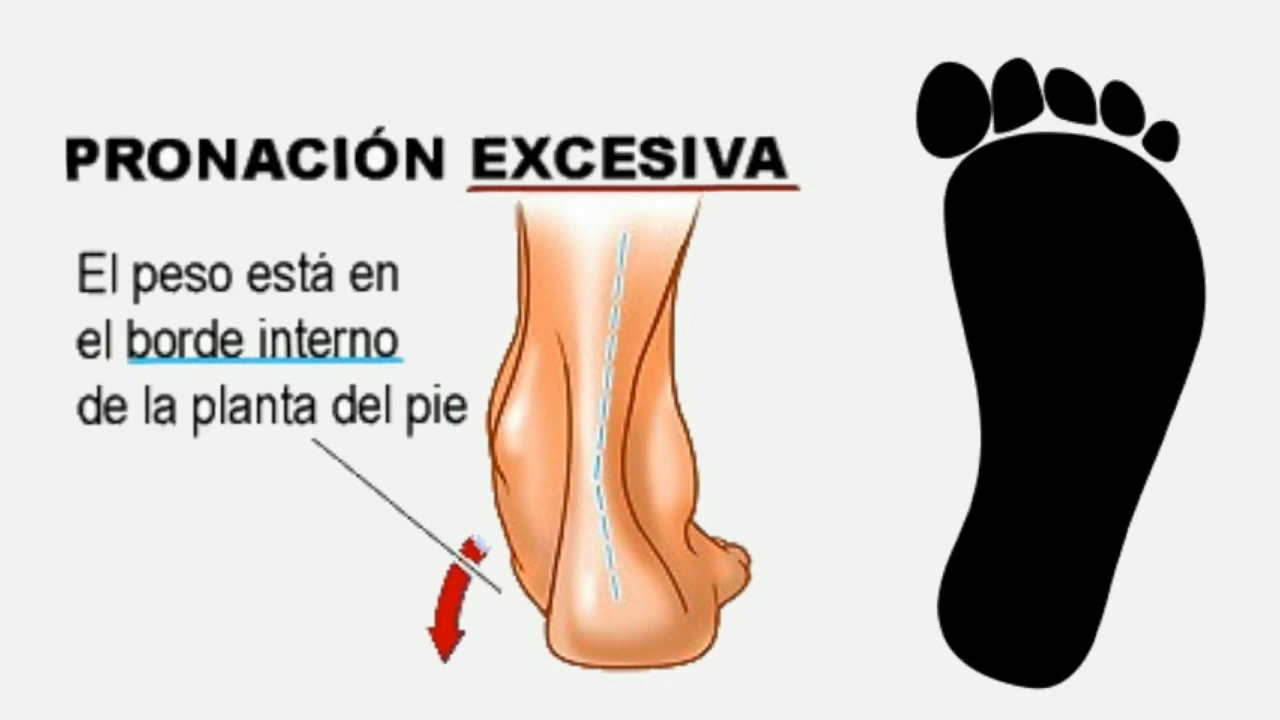 PRONACIÓN EXCESIVA
El peso está en
el borde interno
de la planta del pie